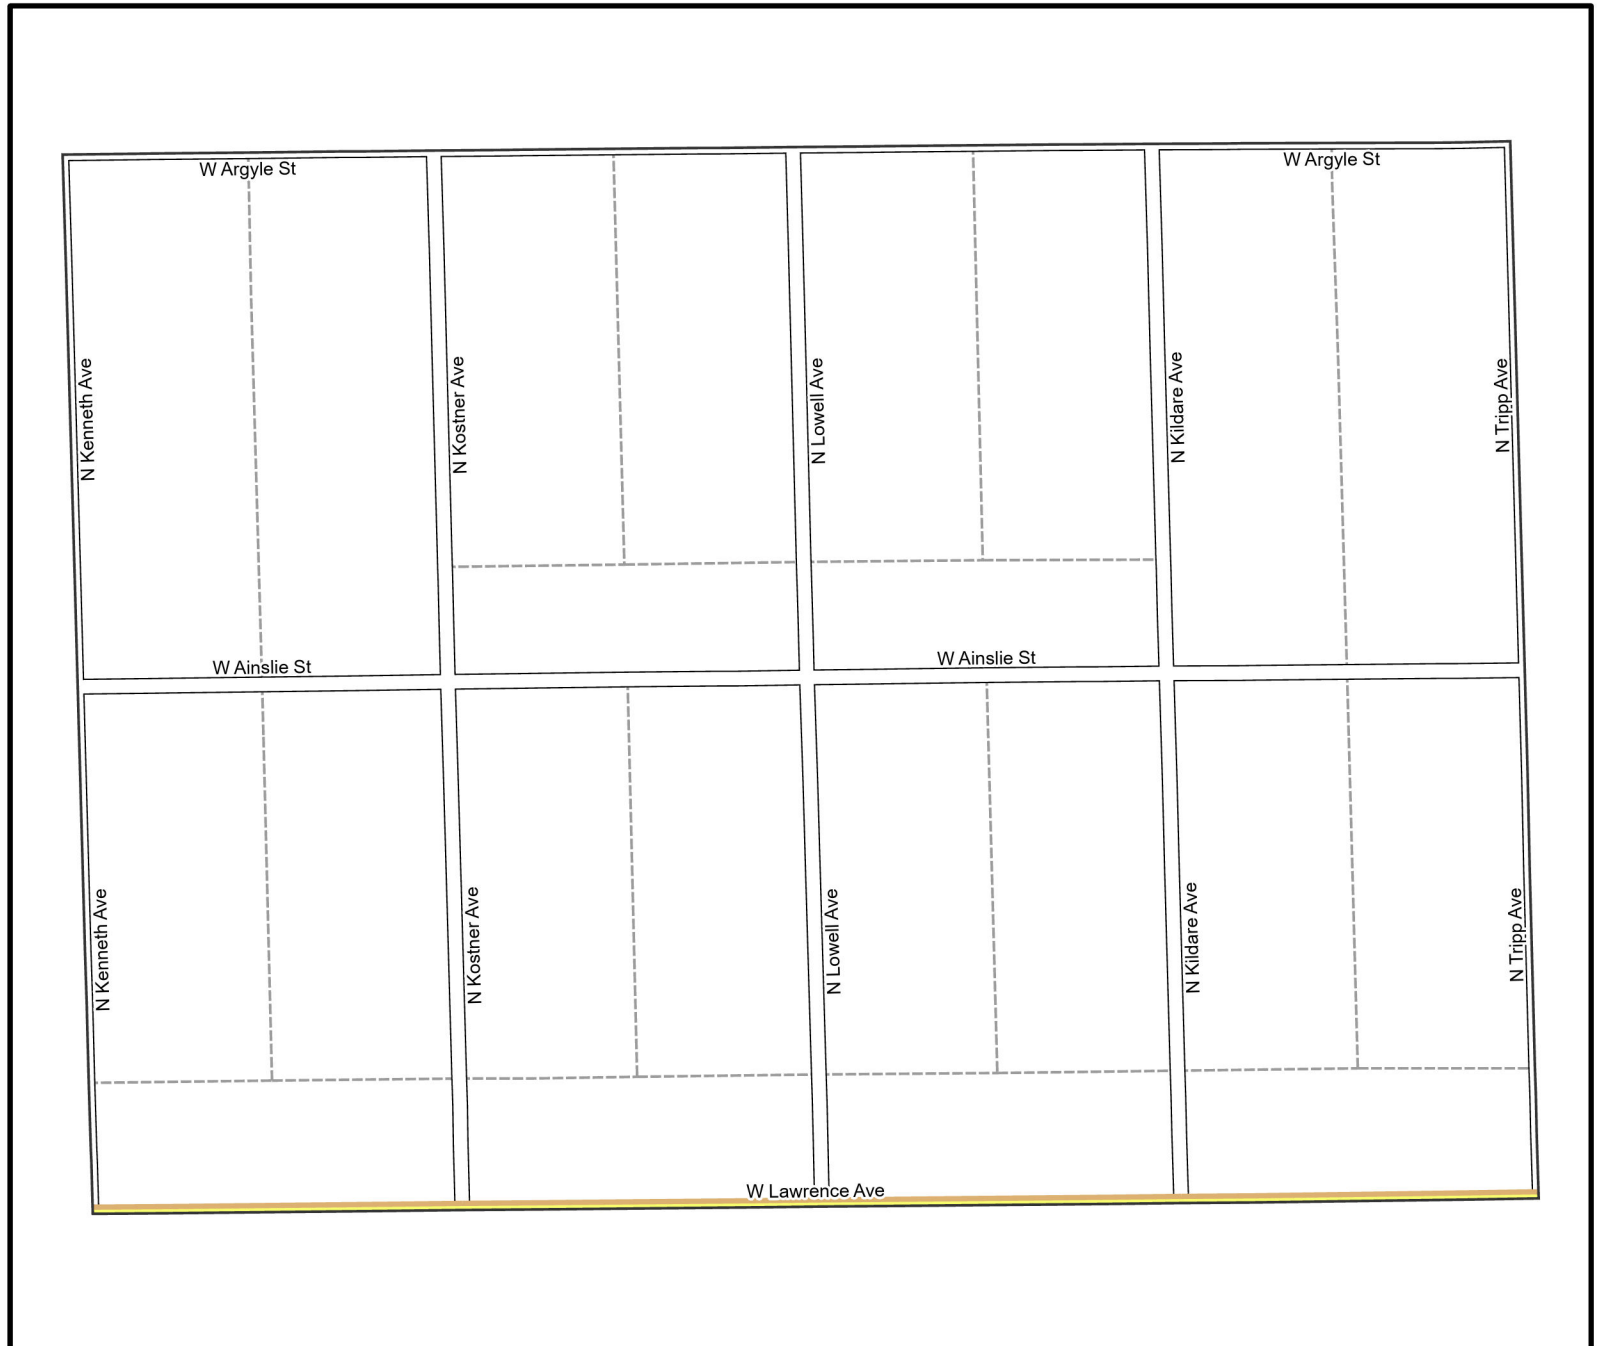 W Argyle St
W Argyle St
N Kenneth Ave
N Kostner Ave
N Lowell Ave
N Kildare Ave
N Tripp Ave
W Ainslie St
W Ainslie St
N Kenneth Ave
N Kostner Ave
N Lowell Ave
N Kildare Ave
N Tripp Ave
W Lawrence Ave